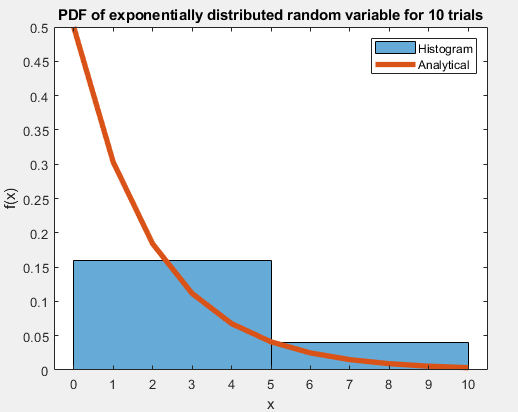 PDF of exponentially distributed random variable for 10 trials
Histogram
Analytical
f(x)
0.5
0.45
0.4
0.35
0.3
0.25
0.2
0.15
0.1
0.05
0
0 1 2 3 4 5 6 7 8 9 10
x